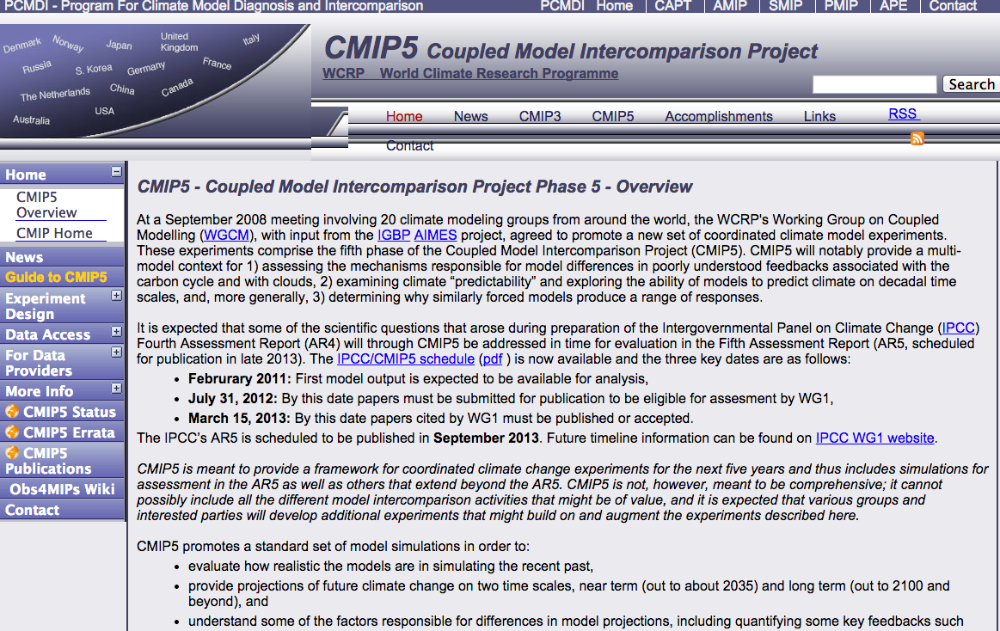 PCMDI - Program For Climate Model Diagnosis and Intercomparison
PCMDI Home CAPT AMIP SMIP PMIP APE Contact
Denmark Norway Japan United Kingdom Italy
Russia S. Korea Germany France
The Netherlands China Canada
Australia USA
CMIP5 Coupled Model Intercomparison Project
WCRP World Climate Research Programme
Search
Home News CMIP3 CMIP5 Accomplishments Links RSS
Contact
Home
CMIP5
Overview
CMIP Home
News
Guide to CMIP5
Experiment
Design
Data Access
For Data
Providers
More Info
CMIP5 Status
CMIP5 Errata
CMIP5
Publications
Obs4MIPs Wiki
Contact
CMIP5 - Coupled Model Intercomparison Project Phase 5 - Overview
At a September 2008 meeting involving 20 climate modeling groups from around the world, the WCRP's Working Group on Coupled
Modelling (WGCM), with input from the IGBP AIMES project, agreed to promote a new set of coordinated climate model experiments.
These experiments comprise the fifth phase of the Coupled Model Intercomparison Project (CMIP5). CMIP5 will notably provide a multi-
model context for 1) assessing the mechanisms responsible for model differences in poorly understood feedbacks associated with the
carbon cycle and with clouds, 2) examining climate “predictability” and exploring the ability of models to predict climate on decadal time
scales, and, more generally, 3) determining why similarly forced models produce a range of responses.
It is expected that some of the scientific questions that arose during preparation of the Intergovernmental Panel on Climate Change (IPCC)
Fourth Assessment Report (AR4) will through CMIP5 be addressed in time for evaluation in the Fifth Assessment Report (AR5, scheduled
for publication in late 2013). The IPCC/CMIP5 schedule (pdf ) is now available and the three key dates are as follows:
• Februrary 2011: First model output is expected to be available for analysis,
• July 31, 2012: By this date papers must be submitted for publication to be eligible for assesment by WG1,
• March 15, 2013: By this date papers cited by WG1 must be published or accepted.
The IPCC’s AR5 is scheduled to be published in September 2013. Future timeline information can be found on IPCC WG1 website.
CMIP5 is meant to provide a framework for coordinated climate change experiments for the next five years and thus includes simulations for
assessment in the AR5 as well as others that extend beyond the AR5. CMIP5 is not, however, meant to be comprehensive; it cannot
possibly include all the different model intercomparison activities that might be of value, and it is expected that various groups and
interested parties will develop additional experiments that might build on and augment the experiments described here.
CMIP5 promotes a standard set of model simulations in order to:
• evaluate how realistic the models are in simulating the recent past,
• provide projections of future climate change on two time scales, near term (out to about 2035) and long term (out to 2100 and
beyond), and
• understand some of the factors responsible for differences in model projections, including quantifying some key feedbacks such